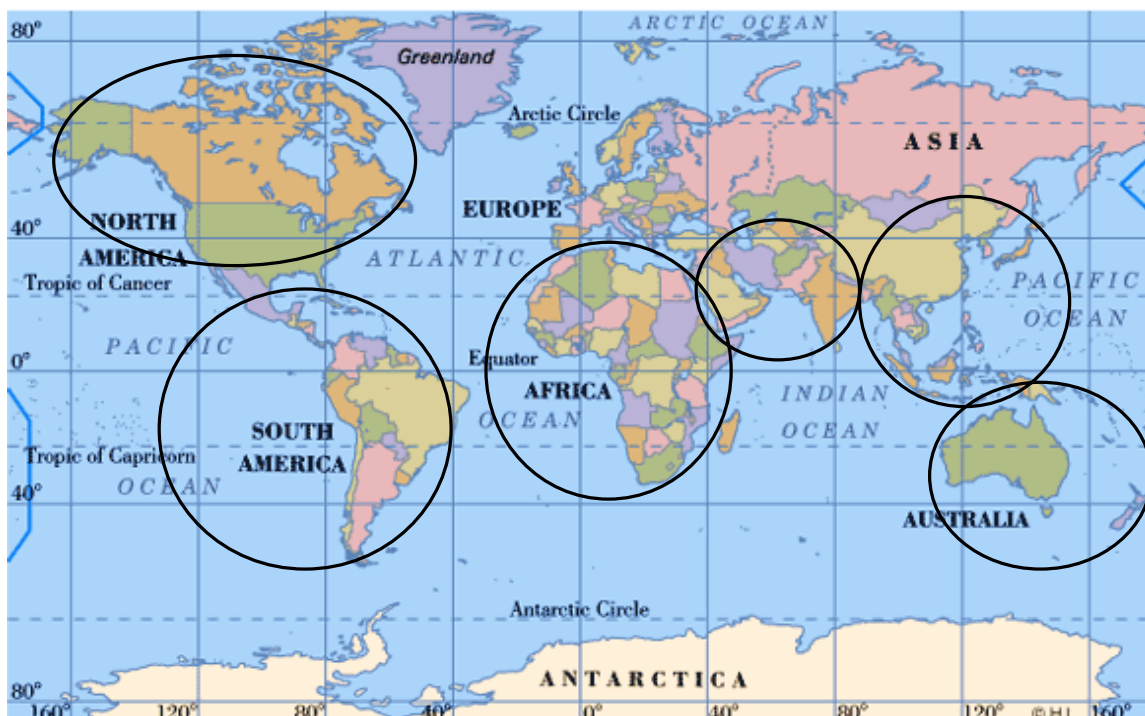 80°
ARCTIC OCEAN
Greenland
Arctic Circle
ASIA
NORTH
AMERICA
EUROPE
40°
ATLANTIC
OCEAN
Tropic of Cancer
PACIFIC
OCEAN
PACIFIC
OCEAN
0°
Equator
AFRICA
INDIAN
OCEAN
SOUTH
AMERICA
Tropic of Capricorn
40°
AUSTRALIA
Antarctic Circle
ANTARCTICA
80°
160° 120° 80° 40° 0° 40° 80° 120° 160°